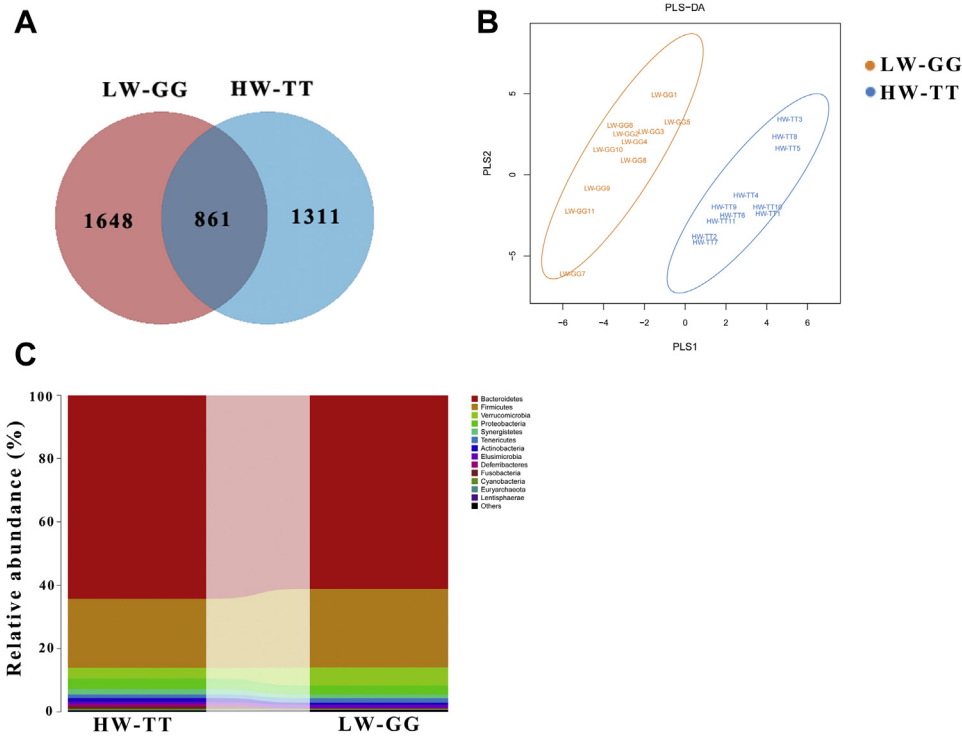 A
LW-GG
HW-TT
1648
861
1311
B
PLS-DA
LW-GG
HW-TT
PLS2
5
0
−5
LW-GG1
LW-GG5
LW-GG3
LW-GG2
LW-GG4
LW-GG10
LW-GG9
LW-GG11
LW-GG7
HW-TT3
HW-TT8
HW-TT5
HW-TT4
HW-TT9
HW-TT10
HW-TT1
HW-TT6
HW-TT11
HW-TT2
HW-TT7
−6
−4
−2
0
2
4
6
PLS1
C
Relative abundance (%)
100
80
60
40
20
0
HW-TT
LW-GG
Bacteroidetes
Firmicutes
Verrucomicrobia
Proteobacteria
Synergistetes
Tenericutes
Actinobacteria
Elusimicrobia
Deferribacteres
Fusobacteria
Cyanobacteria
Euryarchaeota
Lentisphaerae
Others